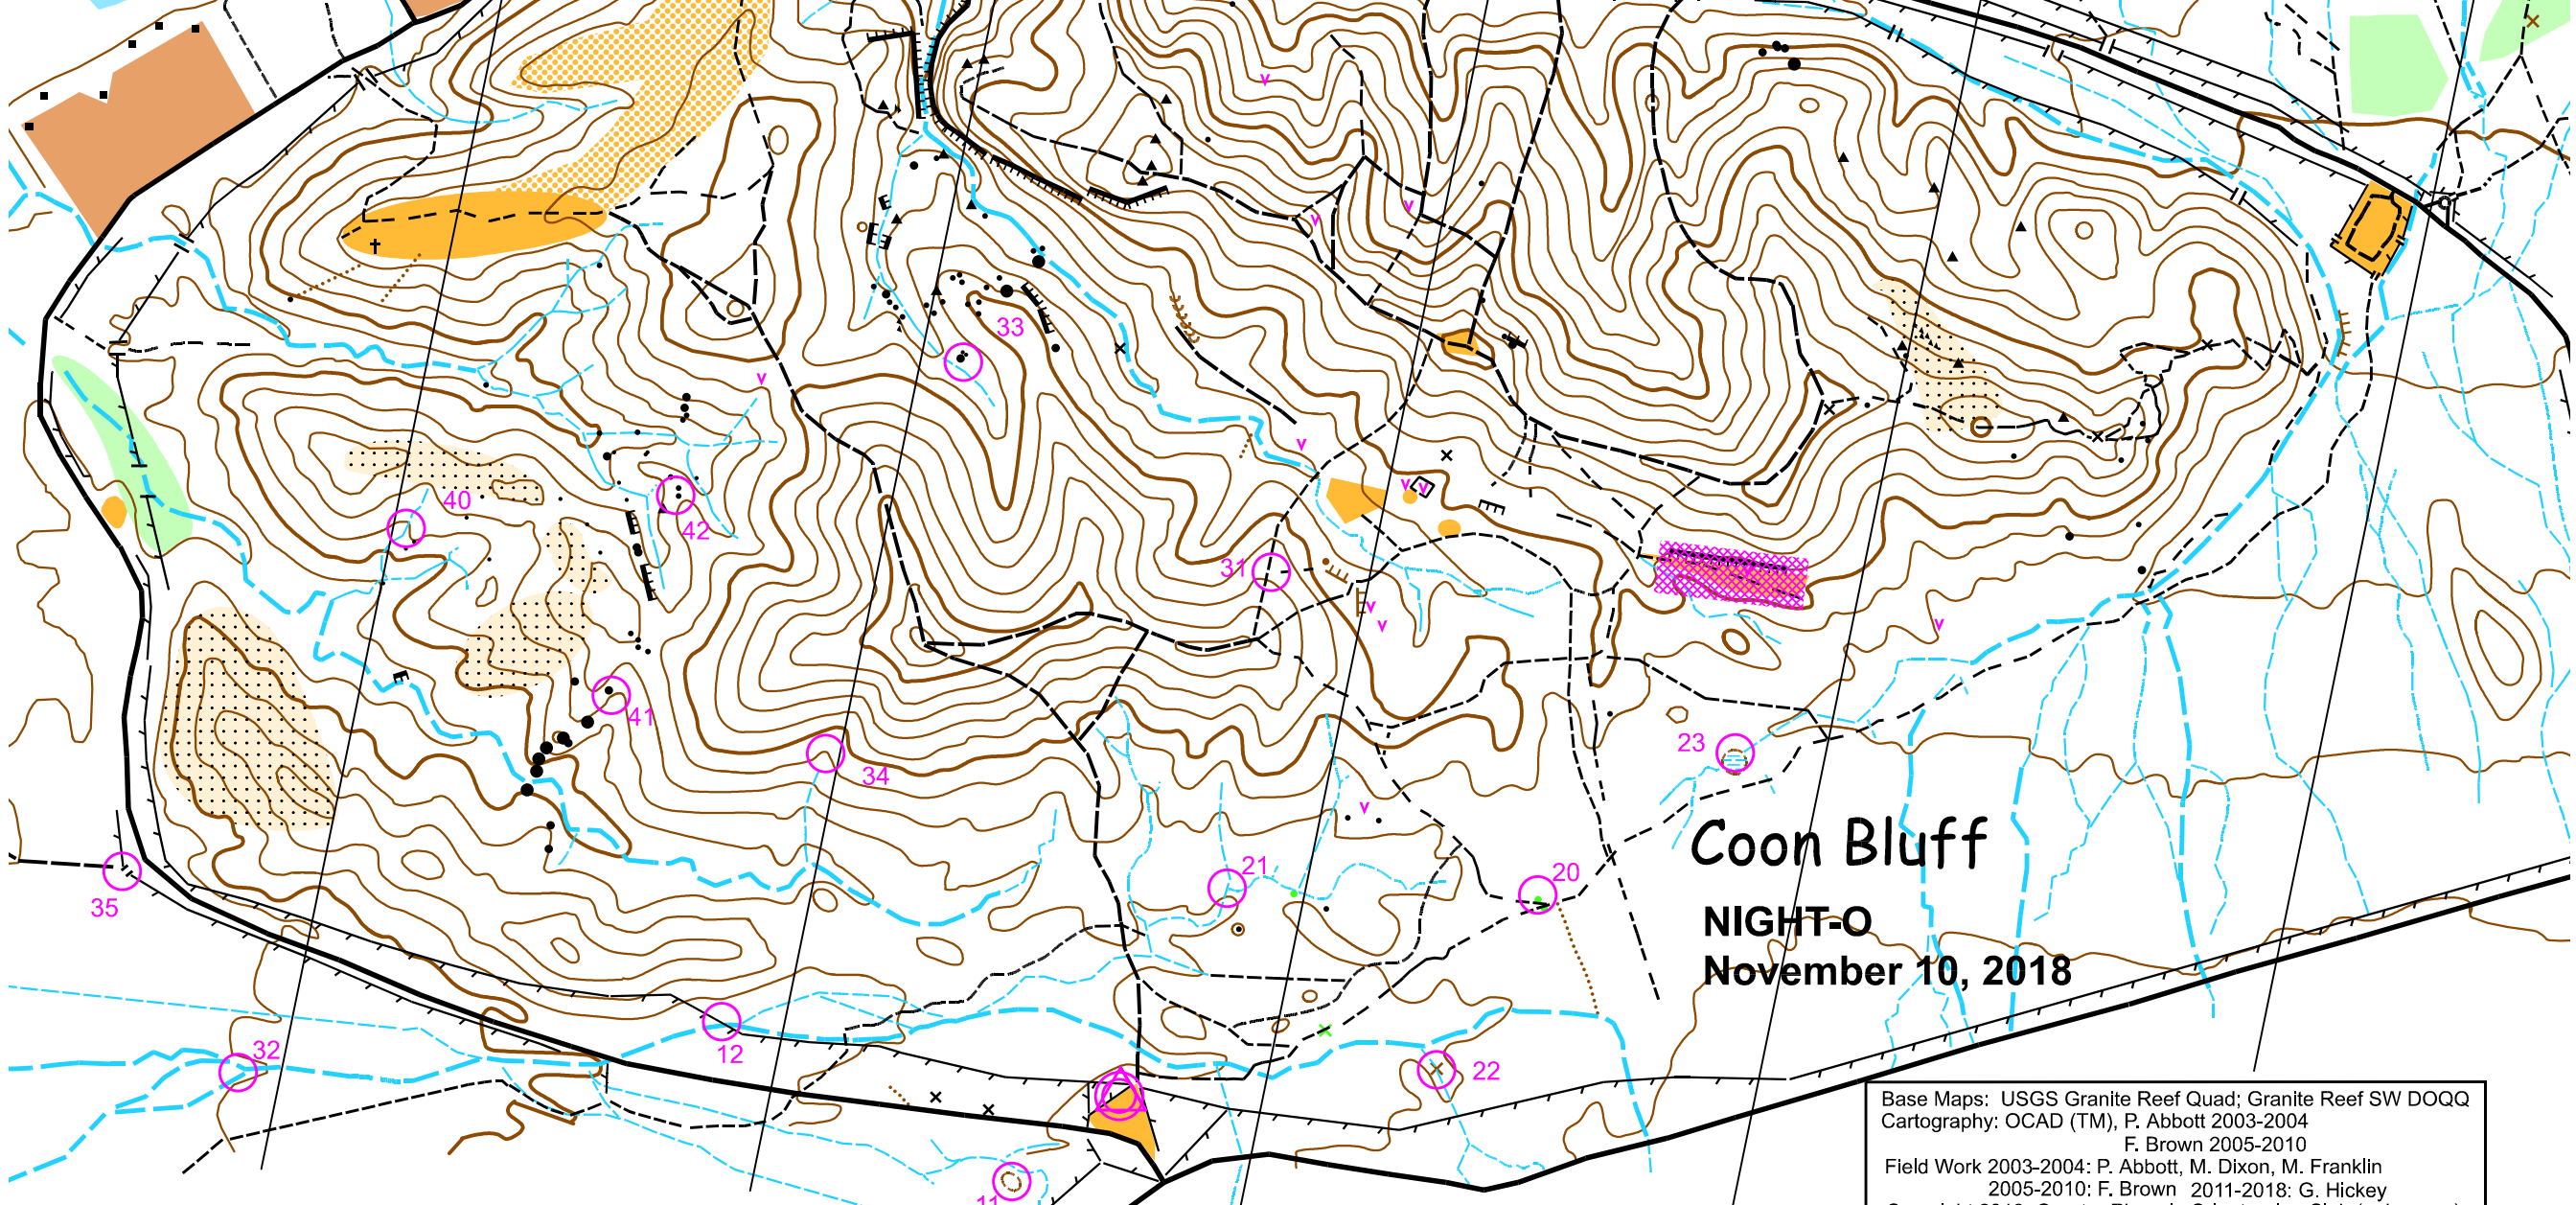 33
40
42
31
41
23
34
21
20
35
32
12
22
11
Coon Bluff
NIGHT-O
November 10, 2018
Base Maps: USGS Granite Reef Quad; Granite Reef SW DOQQ
Cartography: OCAD (TM), P. Abbott 2003-2004
F. Brown 2005-2010
Field Work 2003-2004: P. Abbott, M. Dixon, M. Franklin
2005-2010: F. Brown 2011-2018: G. Hickey